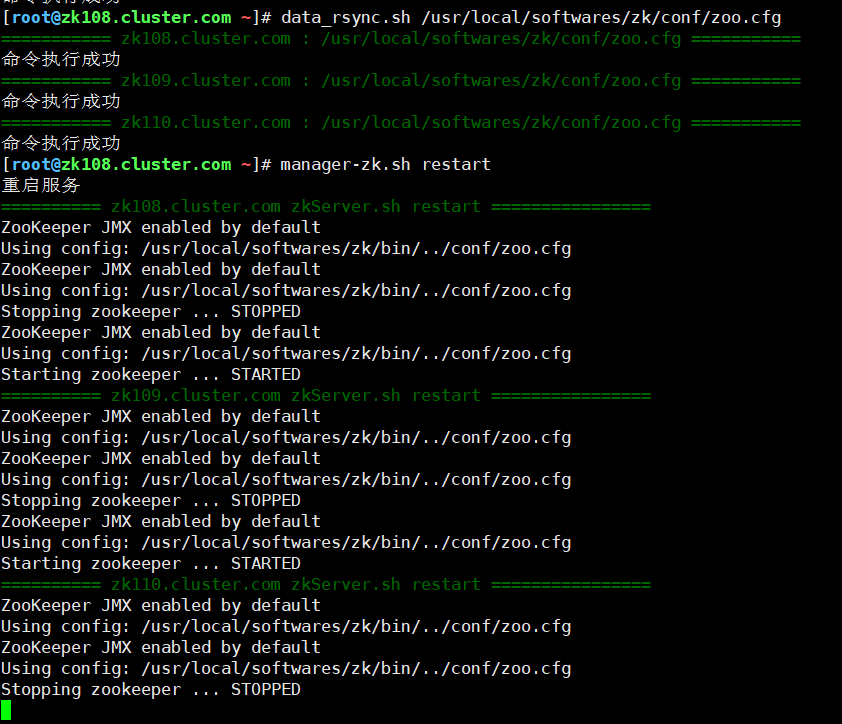 命令执行成功
[root@zk108.cluster.com ~]# data_rsync.sh /usr/local/softwares/zk/conf/zoo.cfg
=========== zk108.cluster.com : /usr/local/softwares/zk/conf/zoo.cfg ===========
命令执行成功
=========== zk109.cluster.com : /usr/local/softwares/zk/conf/zoo.cfg ===========
命令执行成功
=========== zk110.cluster.com : /usr/local/softwares/zk/conf/zoo.cfg ===========
命令执行成功
[root@zk108.cluster.com ~]# manager-zk.sh restart
重启服务
========== zk108.cluster.com zkServer.sh restart ================
ZooKeeper JMX enabled by default
Using config: /usr/local/softwares/zk/bin/../conf/zoo.cfg
ZooKeeper JMX enabled by default
Using config: /usr/local/softwares/zk/bin/../conf/zoo.cfg
Stopping zookeeper ... STOPPED
ZooKeeper JMX enabled by default
Using config: /usr/local/softwares/zk/bin/../conf/zoo.cfg
Starting zookeeper ... STARTED
========== zk109.cluster.com zkServer.sh restart ================
ZooKeeper JMX enabled by default
Using config: /usr/local/softwares/zk/bin/../conf/zoo.cfg
ZooKeeper JMX enabled by default
Using config: /usr/local/softwares/zk/bin/../conf/zoo.cfg
Stopping zookeeper ... STOPPED
ZooKeeper JMX enabled by default
Using config: /usr/local/softwares/zk/bin/../conf/zoo.cfg
Starting zookeeper ... STARTED
========== zk110.cluster.com zkServer.sh restart ================
ZooKeeper JMX enabled by default
Using config: /usr/local/softwares/zk/bin/../conf/zoo.cfg
ZooKeeper JMX enabled by default
Using config: /usr/local/softwares/zk/bin/../conf/zoo.cfg
Stopping zookeeper ... STOPPED